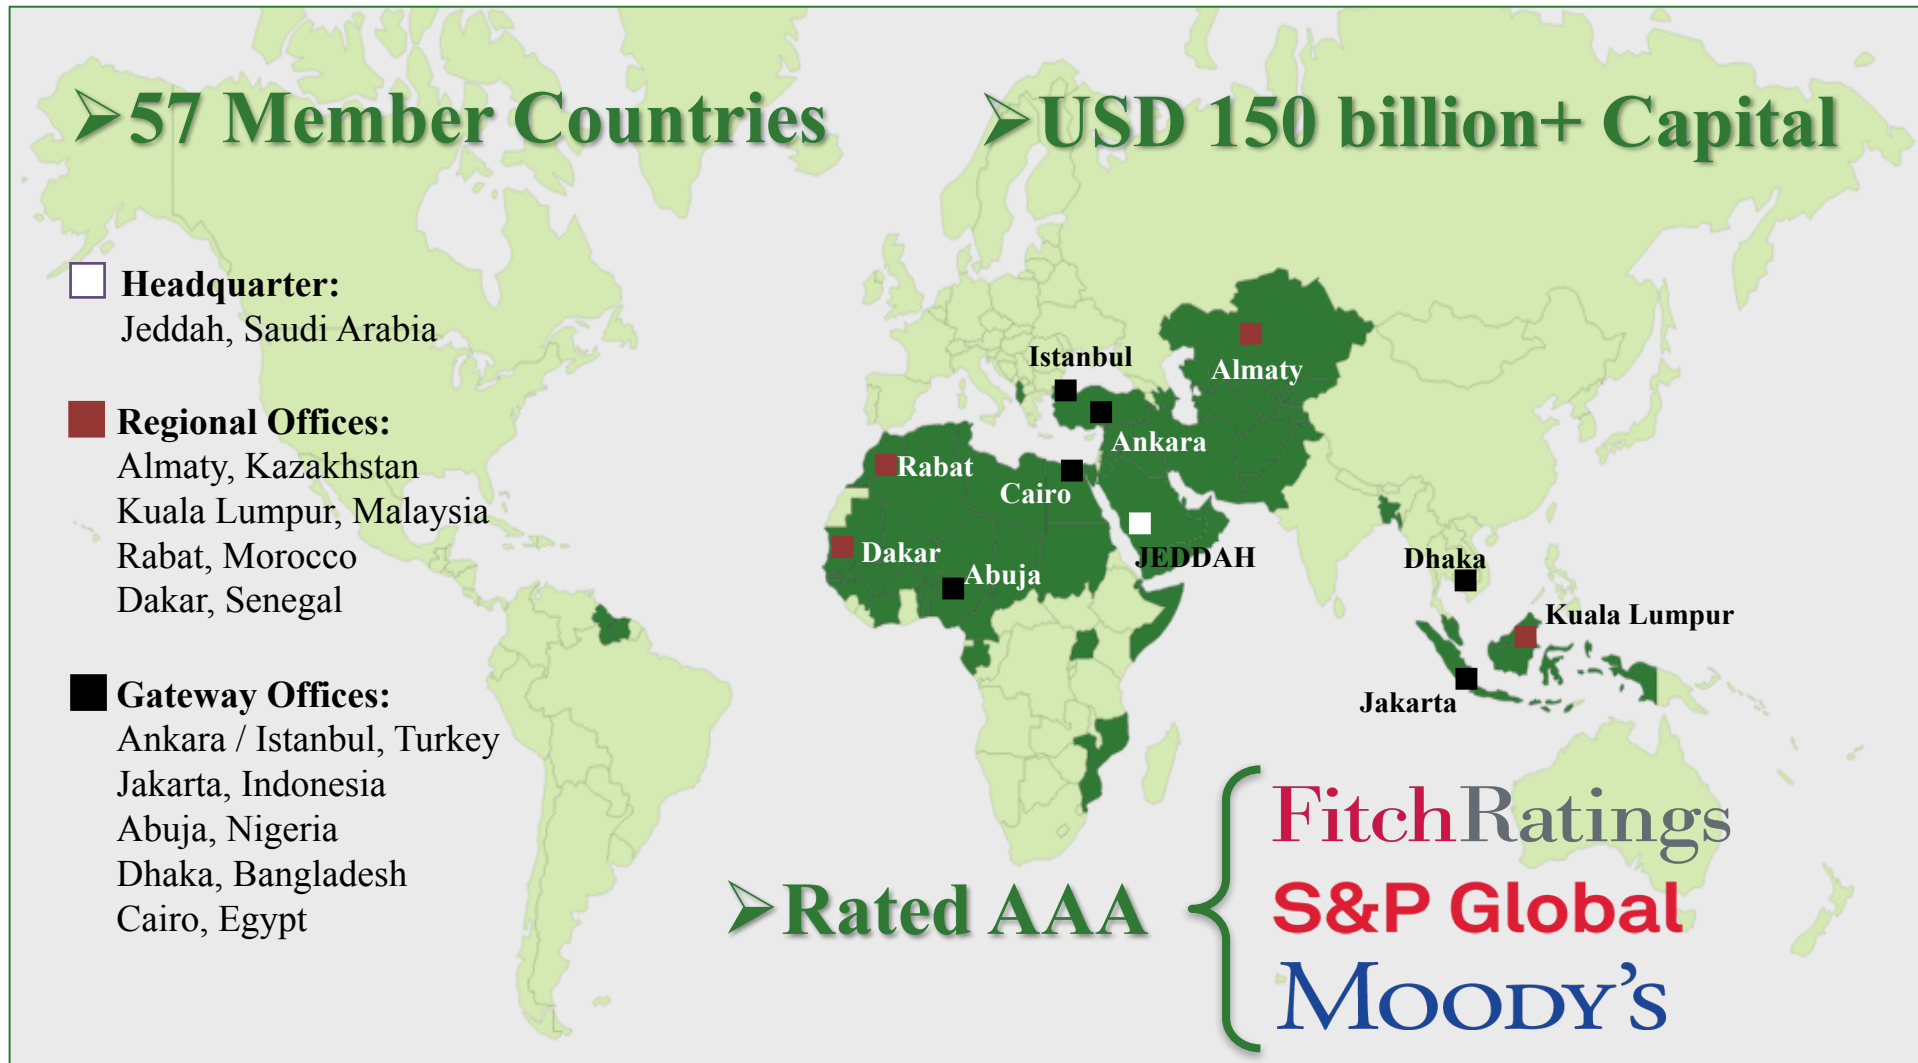 ➢57 Member Countries
➢USD 150 billion+ Capital
Headquarter:
Jeddah, Saudi Arabia
Regional Offices:
Almaty, Kazakhstan
Kuala Lumpur, Malaysia
Rabat, Morocco
Dakar, Senegal
Gateway Offices:
Ankara / Istanbul, Turkey
Jakarta, Indonesia
Abuja, Nigeria
Dhaka, Bangladesh
Cairo, Egypt
Istanbul
Almaty
Ankara
Rabat
Cairo
Dakar
Abuja
JEDDAH
Dhaka
Kuala Lumpur
Jakarta
➢Rated AAA
FitchRatings
S&P Global
MOODY'S